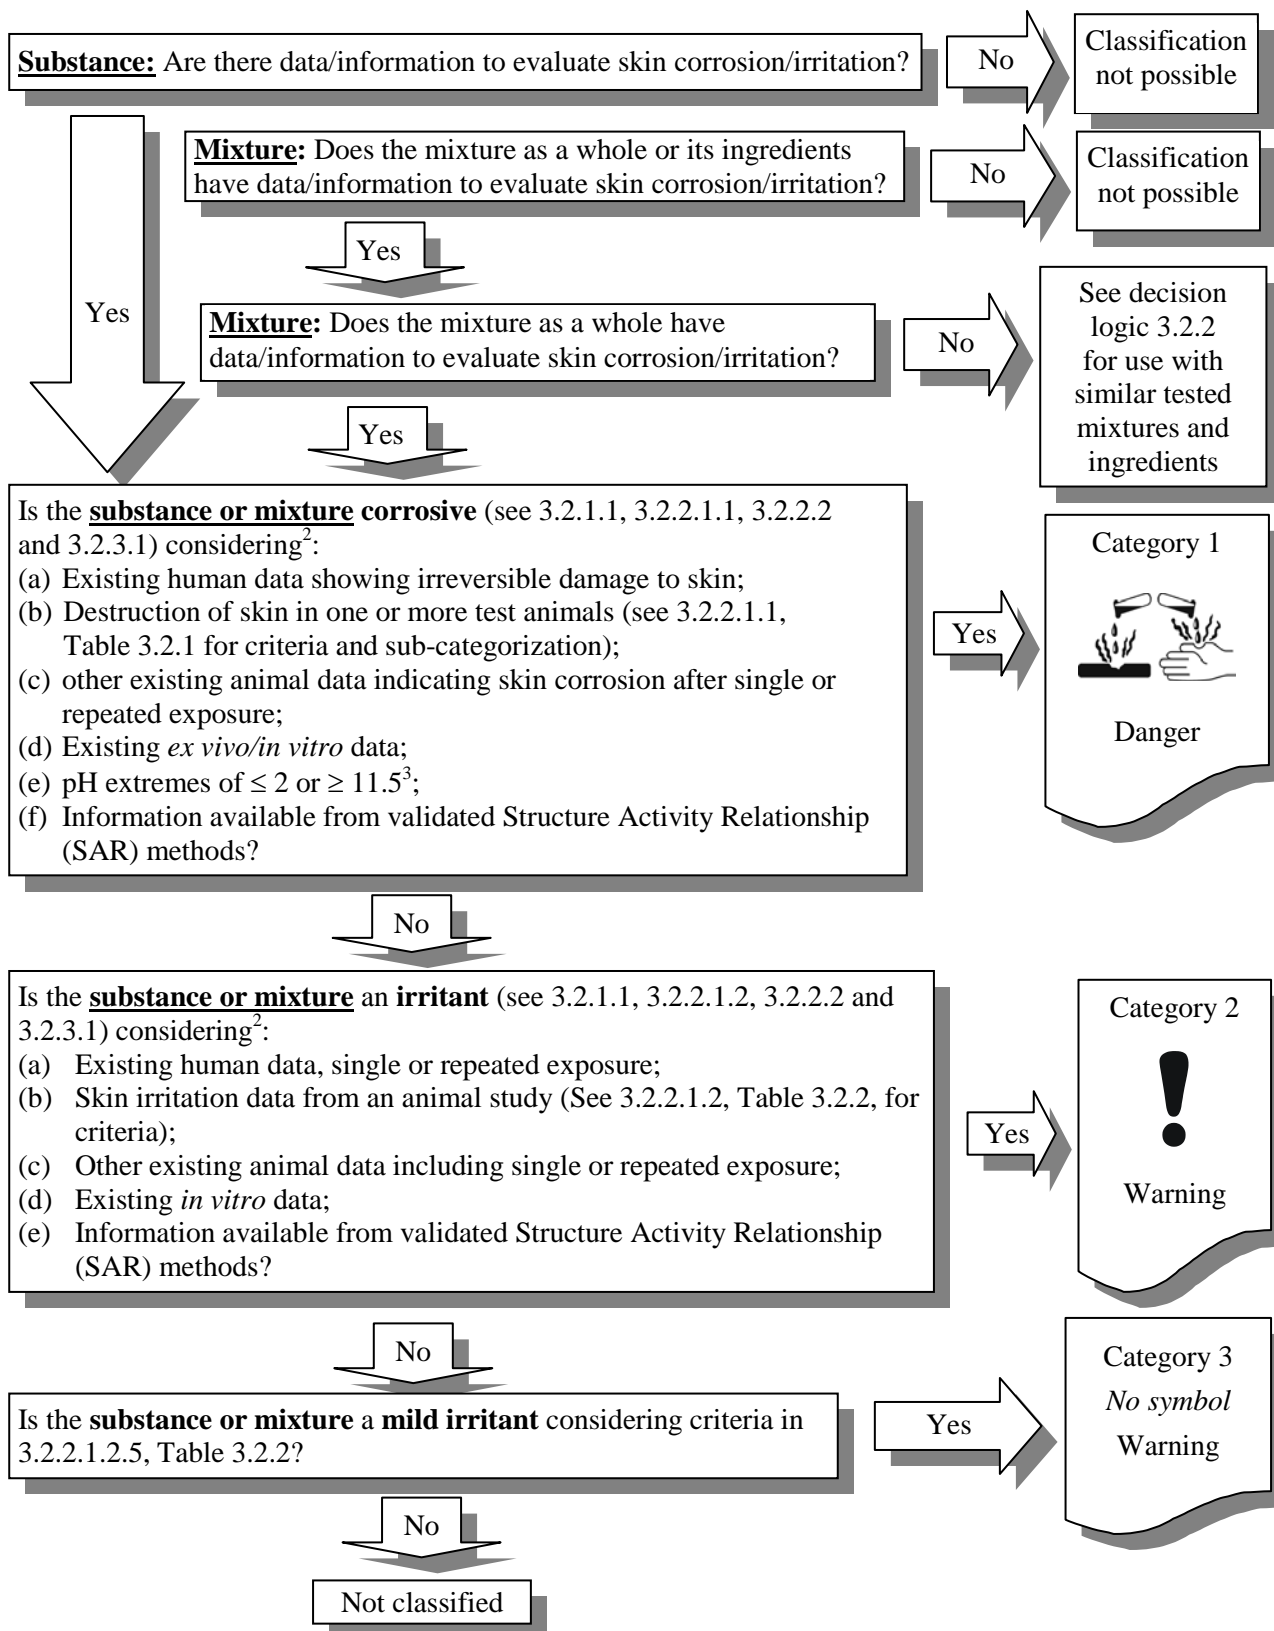 Substance: Are there data/information to evaluate skin corrosion/irritation?
No
Classification
not possible
Mixture: Does the mixture as a whole or its ingredients
have data/information to evaluate skin corrosion/irritation?
No
Classification
not possible
Yes
Yes
Mixture: Does the mixture as a whole have
data/information to evaluate skin corrosion/irritation?
No
See decision
logic 3.2.2
for use with
similar tested
mixtures and
ingredients
Yes
Is the substance or mixture corrosive (see 3.2.1.1, 3.2.2.1.1, 3.2.2.2
and 3.2.3.1) considering²:
(a) Existing human data showing irreversible damage to skin;
(b) Destruction of skin in one or more test animals (see 3.2.2.1.1,
Table 3.2.1 for criteria and sub-categorization);
(c) other existing animal data indicating skin corrosion after single or
repeated exposure;
(d) Existing ex vivo/in vitro data;
(e) pH extremes of ≤ 2 or ≥ 11.5³;
(f) Information available from validated Structure Activity Relationship
(SAR) methods?
Yes
Category 1
Danger
No
Is the substance or mixture an irritant (see 3.2.1.1, 3.2.2.1.2, 3.2.2.2 and
3.2.3.1) considering²:
(a) Existing human data, single or repeated exposure;
(b) Skin irritation data from an animal study (See 3.2.2.1.2, Table 3.2.2, for
criteria);
(c) Other existing animal data including single or repeated exposure;
(d) Existing in vitro data;
(e) Information available from validated Structure Activity Relationship
(SAR) methods?
Yes
Category 2
!
Warning
No
Is the substance or mixture a mild irritant considering criteria in
3.2.2.1.2.5, Table 3.2.2?
Yes
Category 3
No symbol
Warning
No
Not classified